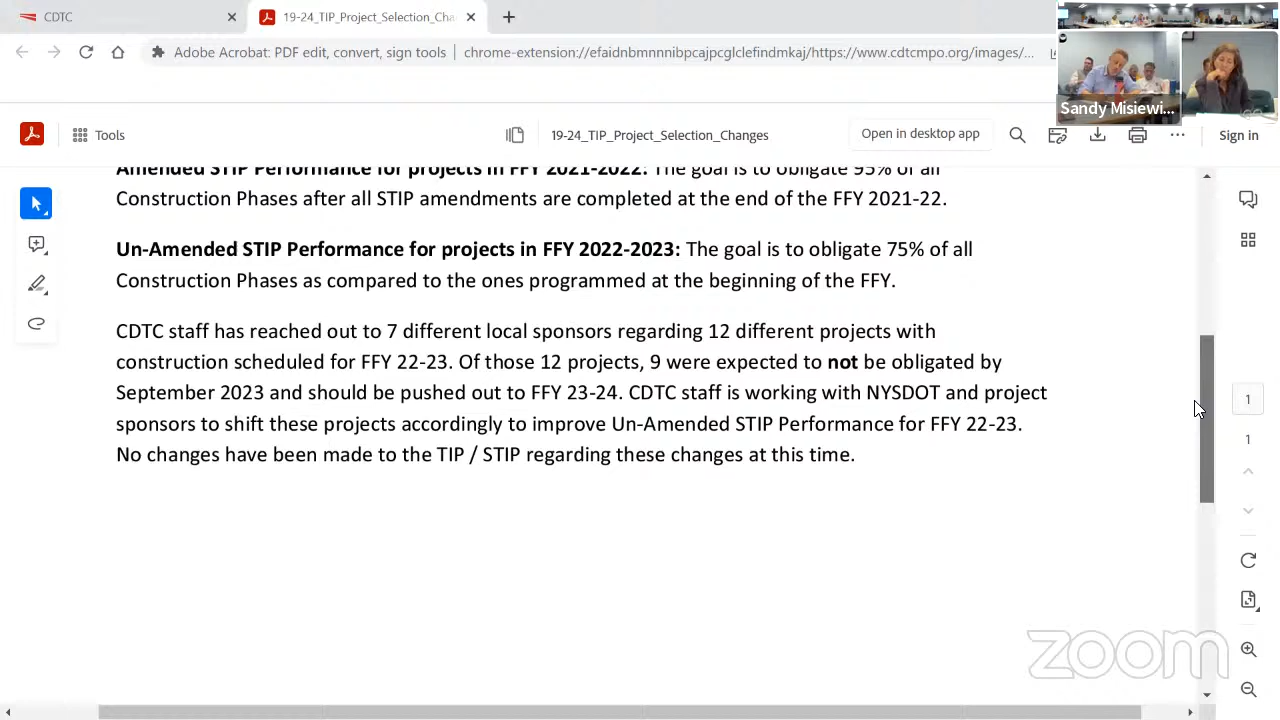 CDTC
19-24_TIP_Project_Selection_Cha
Adobe Acrobat: PDF edit, convert, sign tools
chrome-extension://efaidnbmnnnibpcajpcglclefindmkaj/https://www.cdtcmpo.org/images/...
Sandy Misiewi...
Tools
19-24_TIP_Project_Selection_Changes
Open in desktop app
Sign in
Amended STIP Performance for projects in FFY 2021-2022: The goal is to obligate 95% of all
Construction Phases after all STIP amendments are completed at the end of the FFY 2021-22.
Un-Amended STIP Performance for projects in FFY 2022-2023: The goal is to obligate 75% of all
Construction Phases as compared to the ones programmed at the beginning of the FFY.
CDTC staff has reached out to 7 different local sponsors regarding 12 different projects with
construction scheduled for FFY 22-23. Of those 12 projects, 9 were expected to not be obligated by
September 2023 and should be pushed out to FFY 23-24. CDTC staff is working with NYSDOT and project
sponsors to shift these projects accordingly to improve Un-Amended STIP Performance for FFY 22-23.
No changes have been made to the TIP / STIP regarding these changes at this time.
1
1
zoom